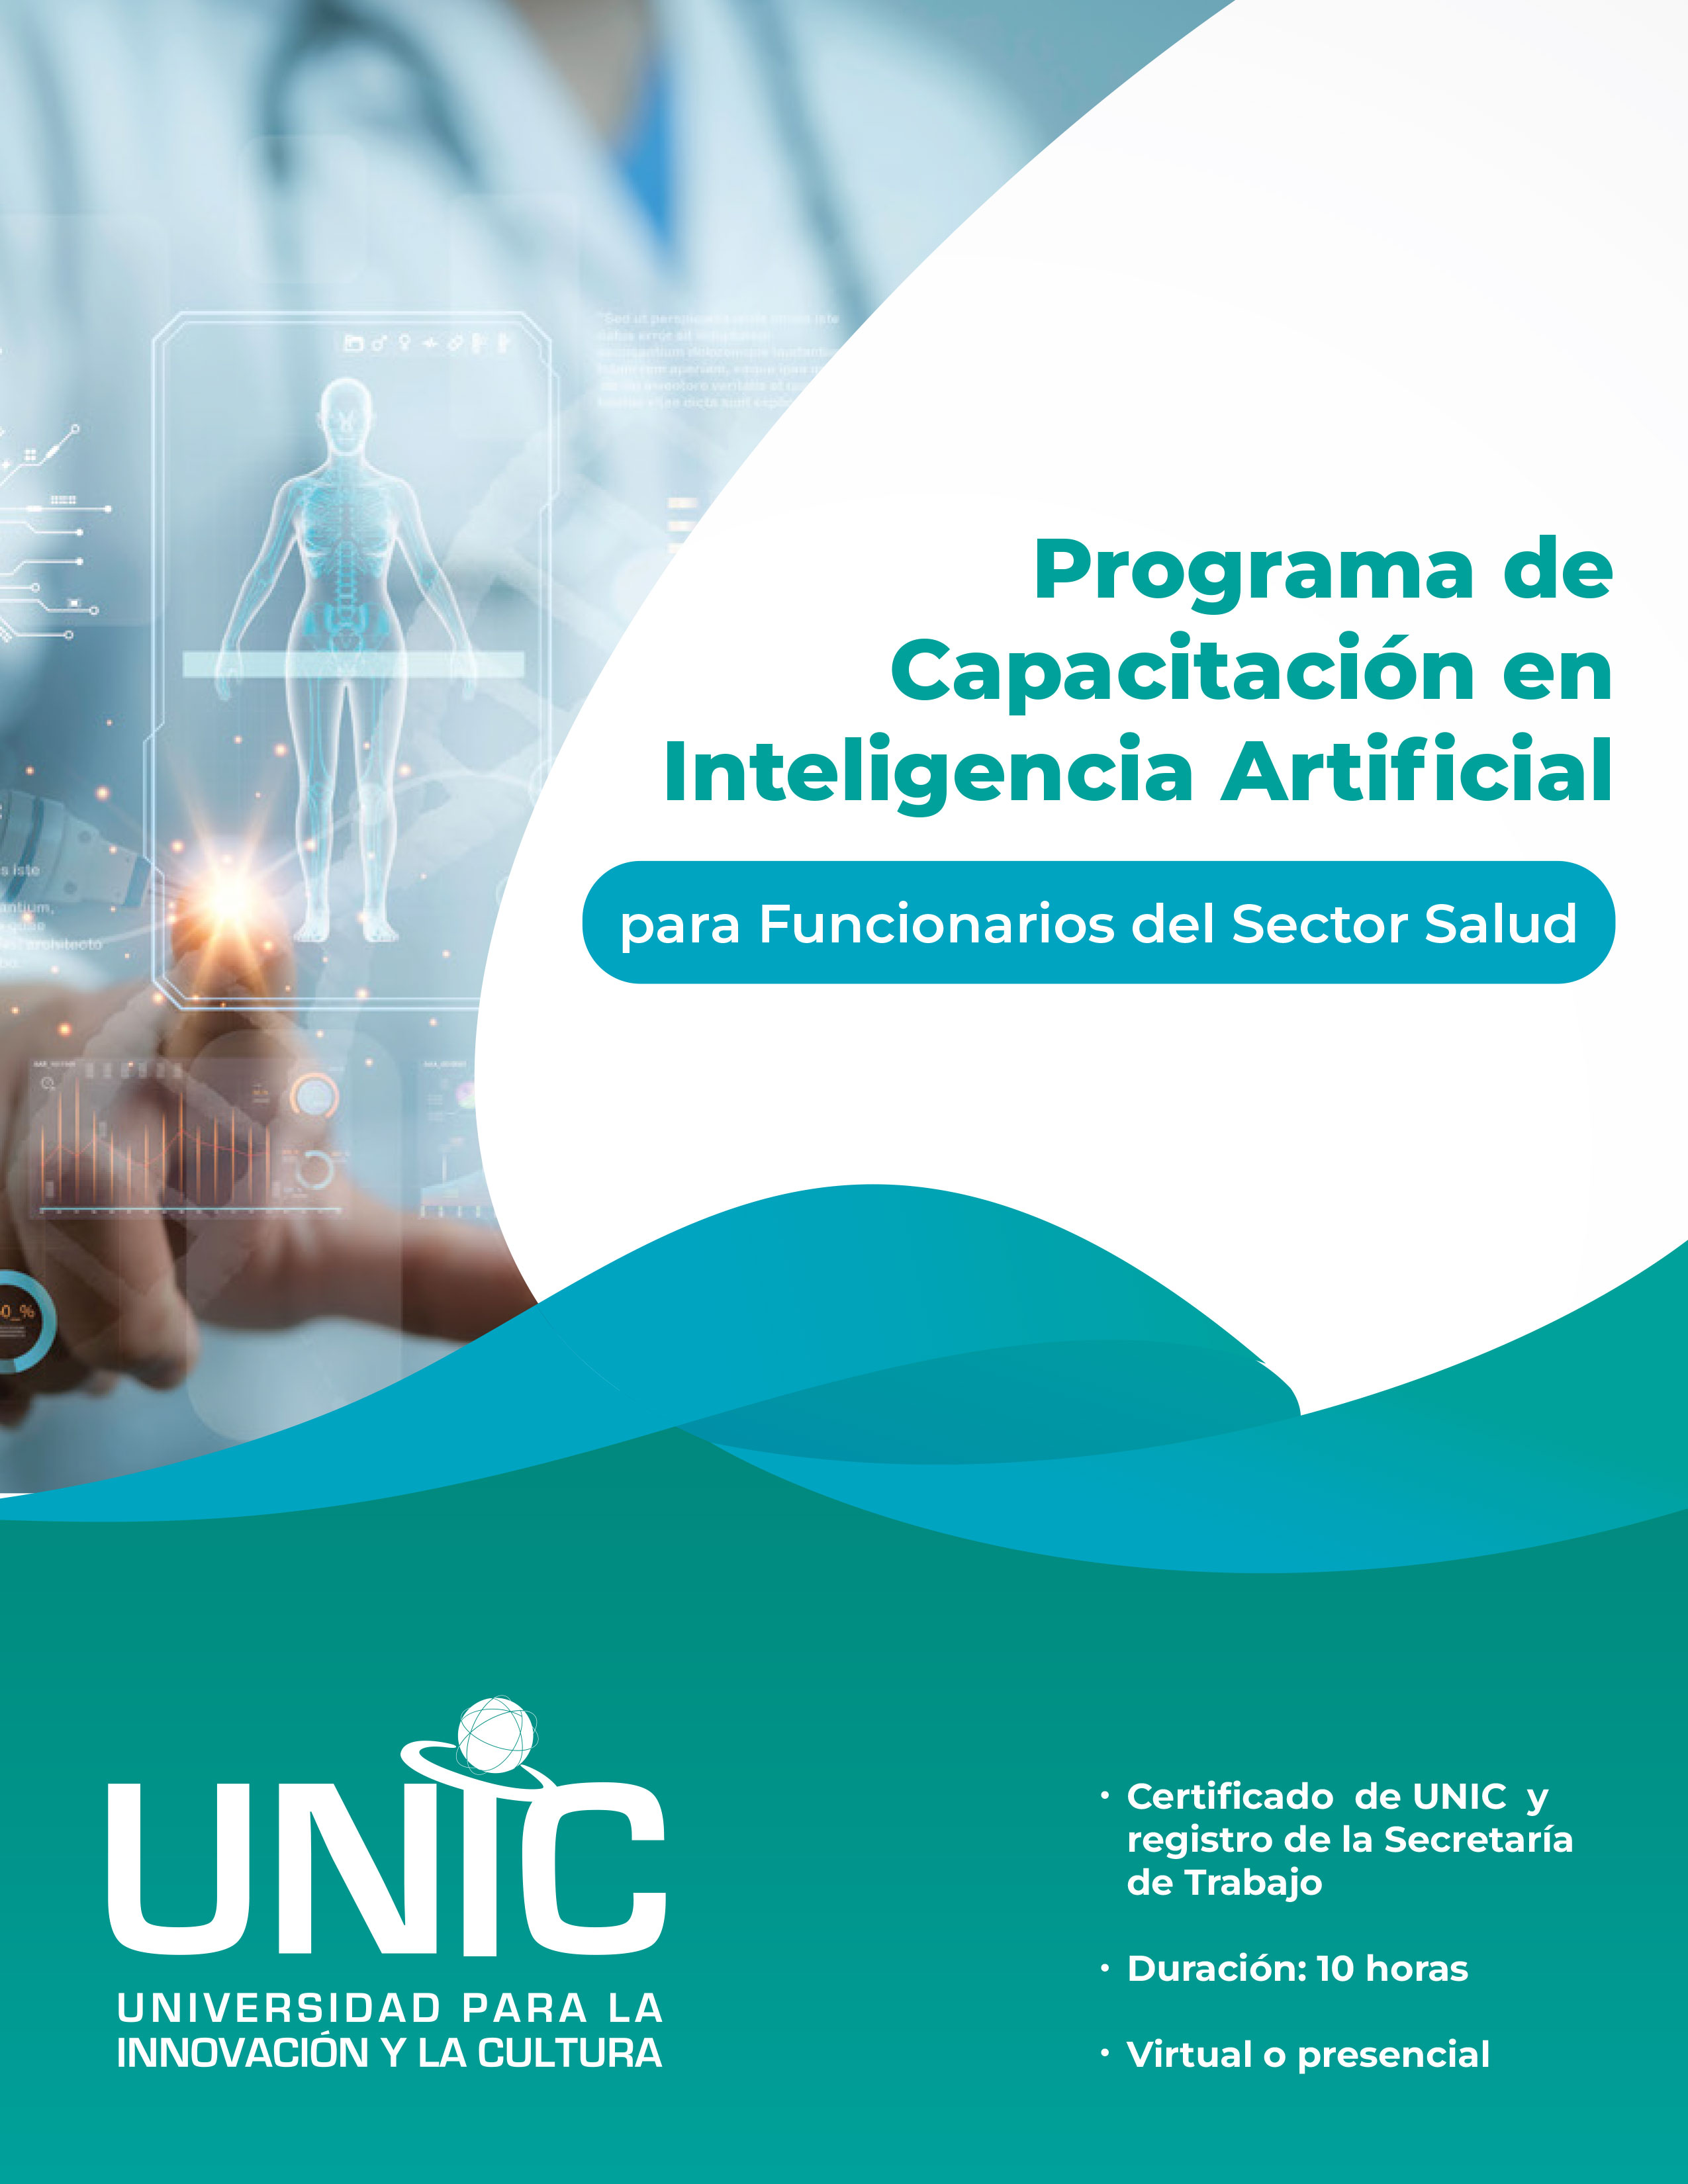 Programa de
Capacitación en
Inteligencia Artificial
para Funcionarios del Sector Salud
UNIC
UNIVERSIDAD PARA LA
INNOVACIÓN Y LA CULTURA
• Certificado de UNIC y
registro de la Secretaría
de Trabajo
• Duración: 10 horas
• Virtual o presencial